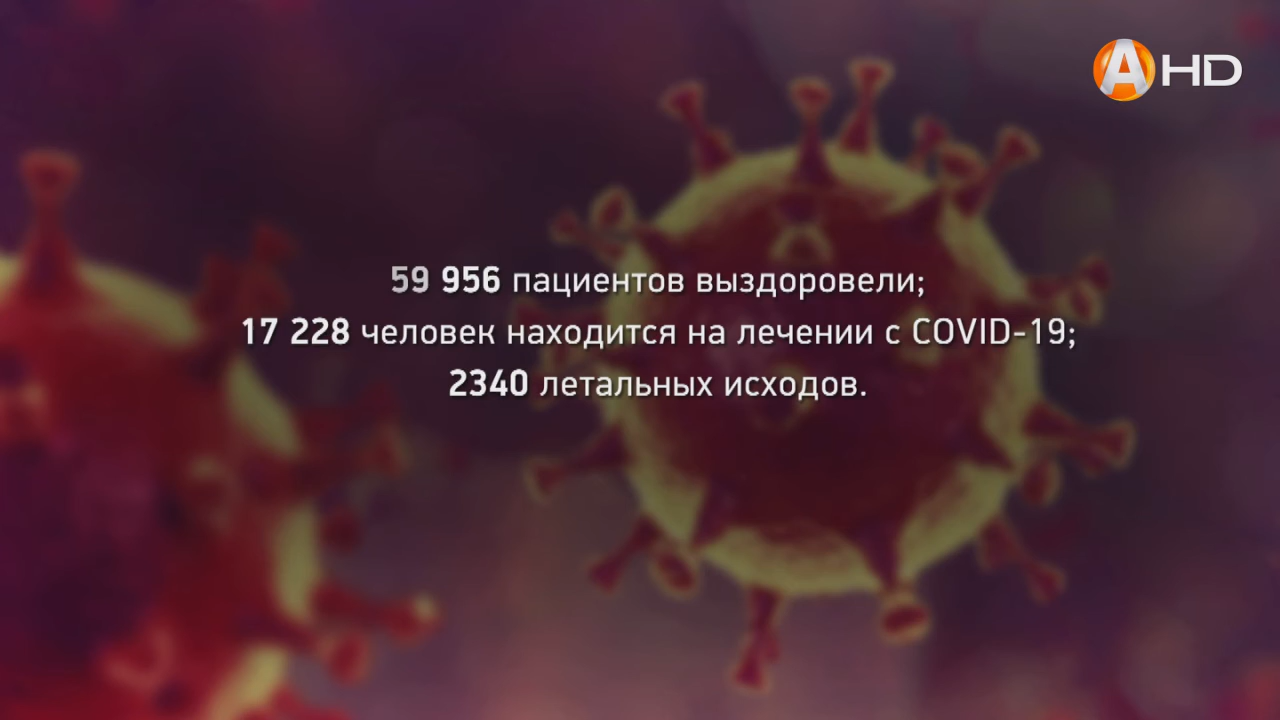 A HD
59 956 пациентов выздоровели;
17 228 человек находится на лечении с COVID-19;
2340 летальных исходов.